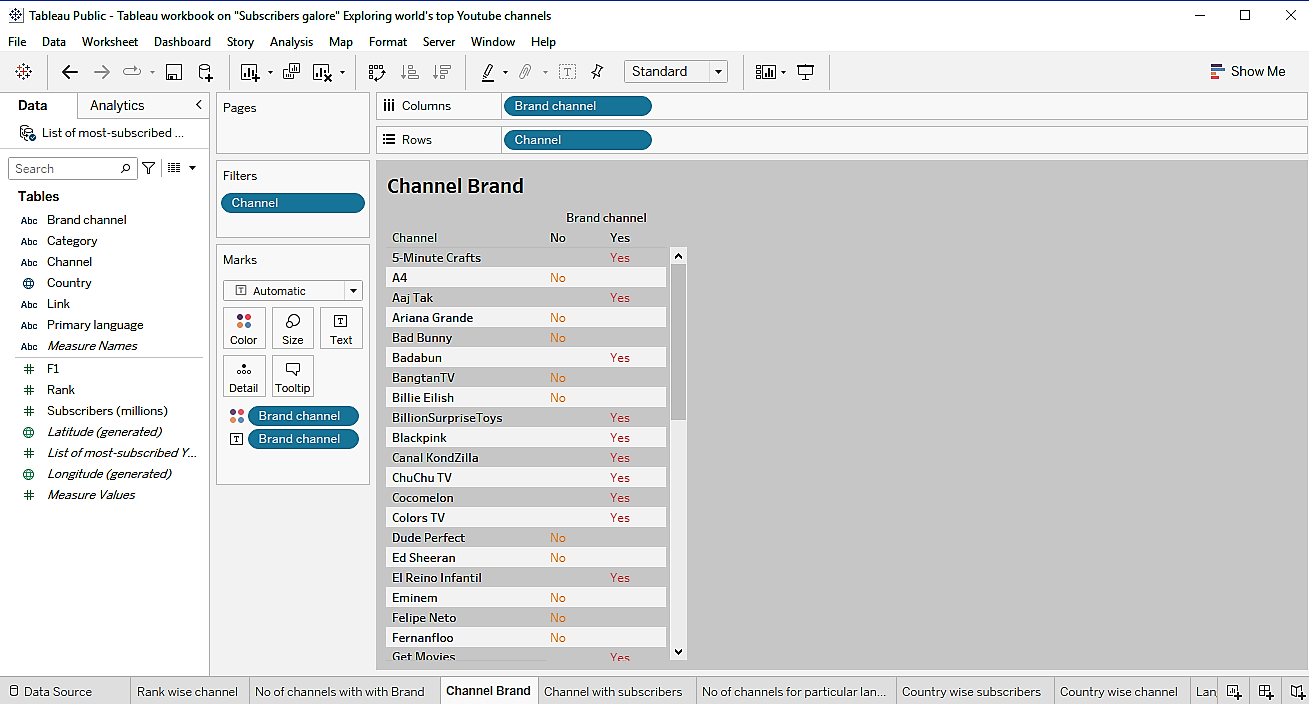 Tableau Public - Tableau workbook on "Subscribers galore" Exploring world's top Youtube channels
File Data Worksheet Dashboard Story Analysis Map Format Server Window Help
Standard
Show Me
Data Analytics
List of most-subscribed ...
Search
Tables
Abc Brand channel
Abc Category
Abc Channel
Country
Abc Link
Abc Primary language
Abc Measure Names
F1
Rank
Subscribers (millions)
Latitude (generated)
List of most-subscribed Y...
Longitude (generated)
Measure Values
Pages
Filters
Channel
Marks
Automatic
Color Size Text
Detail Tooltip
Brand channel
Brand channel
Columns Brand channel
Rows Channel
Channel Brand
Brand channel
Channel No Yes
5-Minute Crafts Yes
A4 No
Aaj Tak Yes
Ariana Grande No
Bad Bunny No
Badabun Yes
BangtanTV No
Billie Eilish No
BillionSurpriseToys Yes
Blackpink Yes
Canal KondZilla Yes
ChuChu TV Yes
Cocomelon Yes
Colors TV Yes
Dude Perfect No
Ed Sheeran No
El Reino Infantil Yes
Eminem No
Felipe Neto No
Fernanfloo No
Get Movies Yes
Data Source Rank wise channel No of channels with with Brand Channel Brand Channel with subscribers No of channels for particular lan... Country wise subscribers Country wise channel Lan